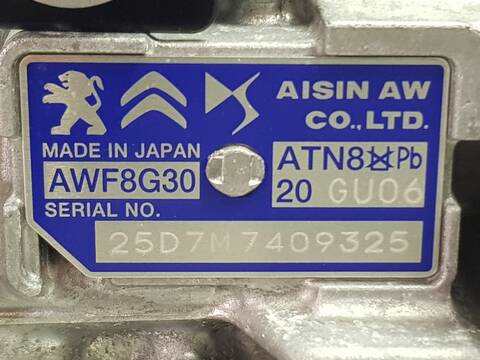 AISIN AW
CO.,LTD.
MADE IN JAPAN
AWF8G30
ATN8 Pb
20 GU06
SERIAL NO.
25D7M7409325